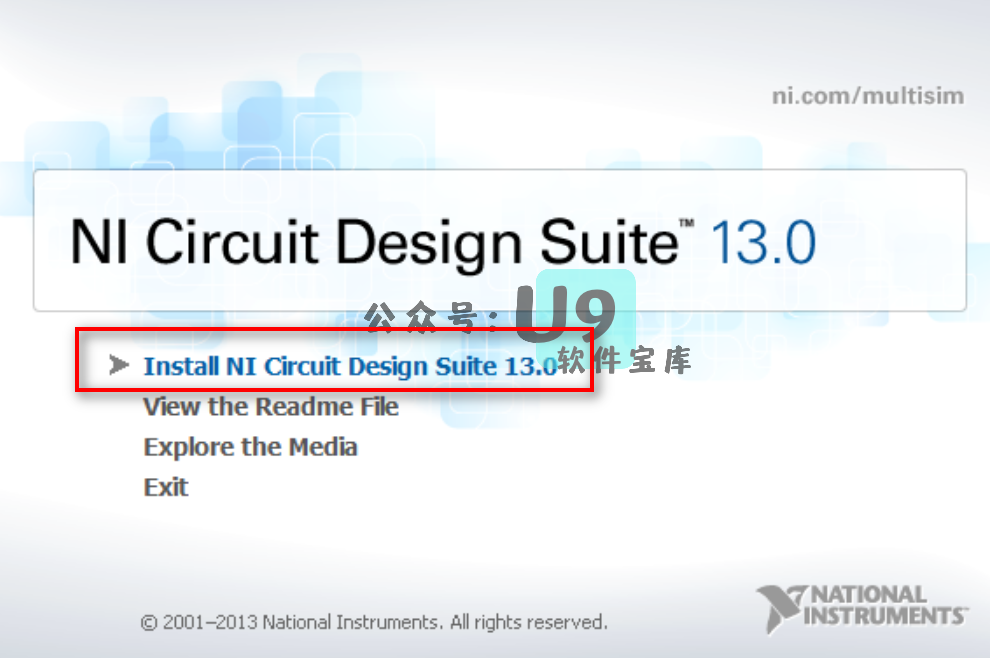 ni.com/multisim
NI Circuit Design Suite™ 13.0
公众号：U9
软件宝库
Install NI Circuit Design Suite 13.0
View the Readme File
Explore the Media
Exit
© 2001–2013 National Instruments. All rights reserved.
NATIONAL
INSTRUMENTS™